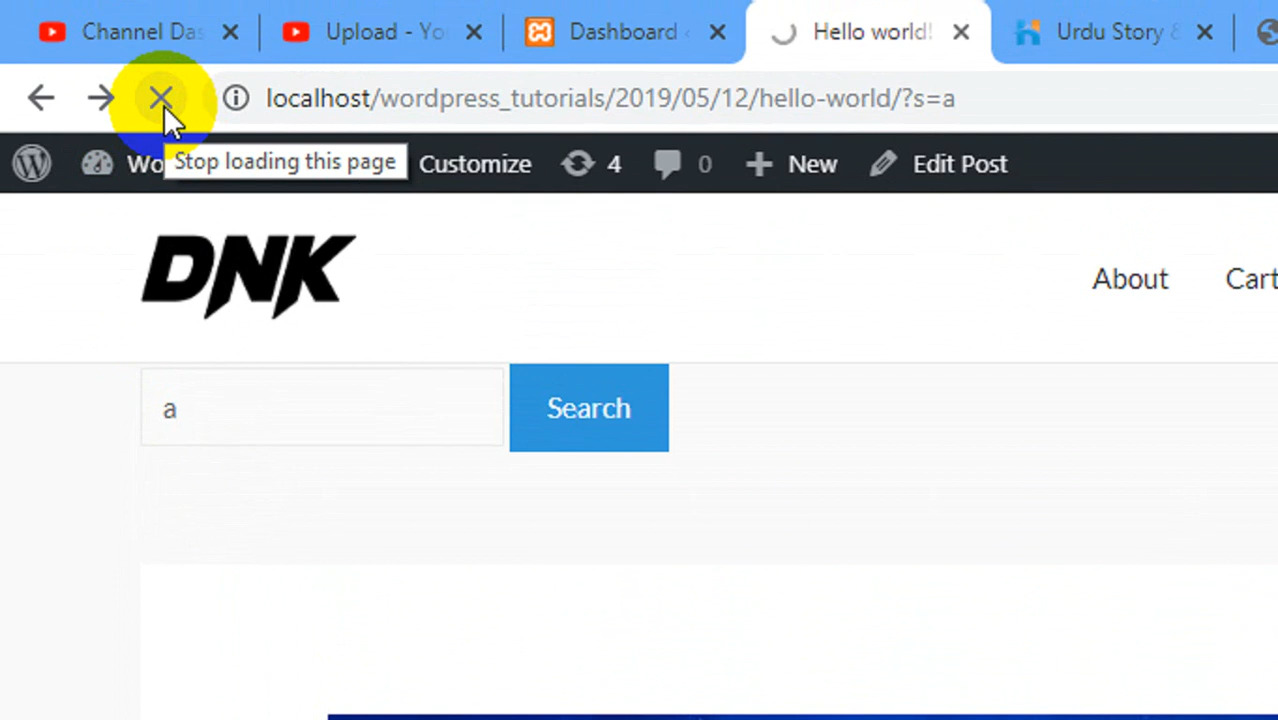 Channel Das Upload - Yo Dashboard Hello world! Urdu Story &
localhost/wordpress_tutorials/2019/05/12/hello-world/?s=a
Wo Stop loading this page Customize 4 0 New Edit Post
DNK About Cart
a Search